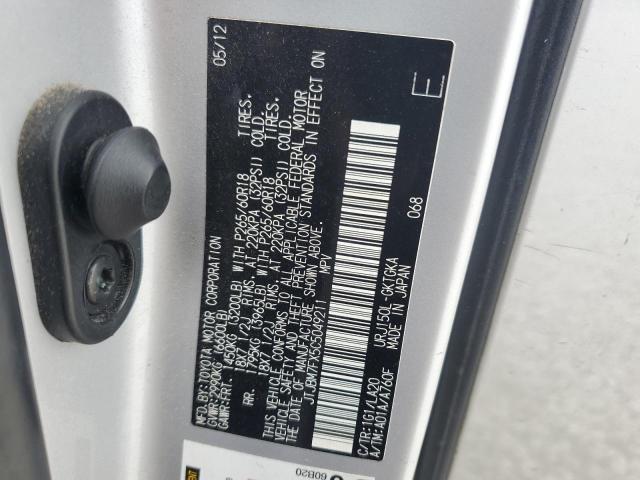 MFD. BY: TOYOTA MOTOR CORPORATION 05/12
GVWR: 2990KG (6600LB)
GAWR: FRT. 1450KG (3200LB) WITH P265/60R18 TIRES,
18X7 1/2J RIMS, AT 220KPA (32PSI) COLD.
RR. 1795KG (3965LB) WITH P265/60R18 TIRES,
18X7 1/2J RIMS, AT 220KPA (32PSI) COLD.
THIS VEHICLE CONFORMS TO ALL APPLICABLE FEDERAL MOTOR
VEHICLE SAFETY AND THEFT PREVENTION STANDARDS IN EFFECT ON
THE DATE OF MANUFACTURE SHOWN ABOVE.
JTJBM7FX5C5049211 MPV
068
E
C/TR:1G1/LA20 URJ150L-GKTGKA
A/TM:A01A/A760F MADE IN JAPAN
60B20